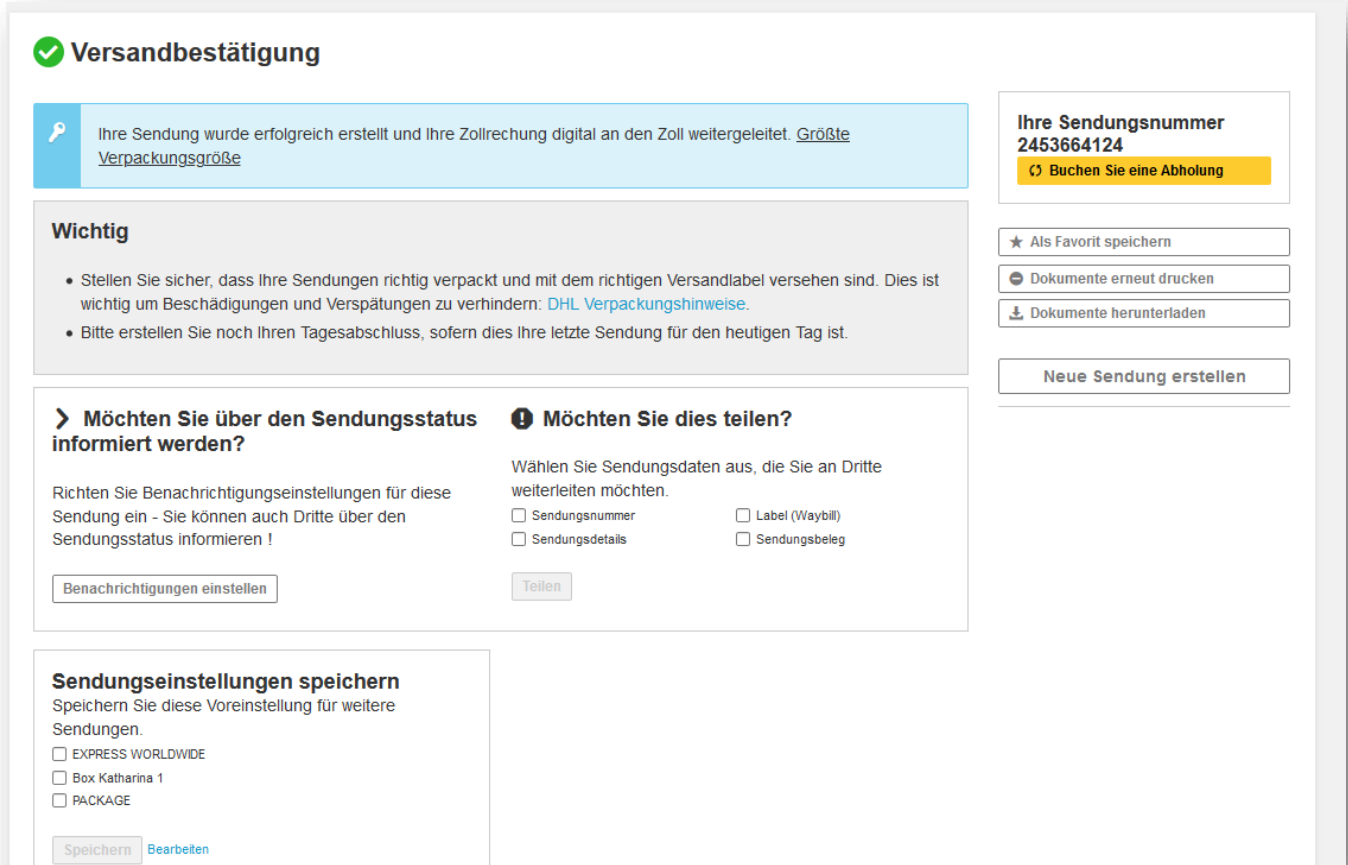 Versandbestätigung
Ihre Sendung wurde erfolgreich erstellt und Ihre Zollrechung digital an den Zoll weitergeleitet. Größte
Verpackungsgröße
Wichtig
• Stellen Sie sicher, dass Ihre Sendungen richtig verpackt und mit dem richtigen Versandlabel versehen sind. Dies ist
wichtig um Beschädigungen und Verspätungen zu verhindern: DHL Verpackungshinweise.
• Bitte erstellen Sie noch Ihren Tagesabschluss, sofern dies Ihre letzte Sendung für den heutigen Tag ist.
Möchten Sie über den Sendungsstatus
informiert werden?
Richten Sie Benachrichtigungseinstellungen für diese
Sendung ein - Sie können auch Dritte über den
Sendungsstatus informieren !
Benachrichtigungen einstellen
Möchten Sie dies teilen?
Wählen Sie Sendungsdaten aus, die Sie an Dritte
weiterleiten möchten.
Sendungsnummer
Label (Waybill)
Sendungsdetails
Sendungsbeleg
Teilen
Sendungseinstellungen speichern
Speichern Sie diese Voreinstellung für weitere
Sendungen.
EXPRESS WORLDWIDE
Box Katharina 1
PACKAGE
Speichern Bearbeiten
Ihre Sendungsnummer
2453664124
Buchen Sie eine Abholung
Als Favorit speichern
Dokumente erneut drucken
Dokumente herunterladen
Neue Sendung erstellen